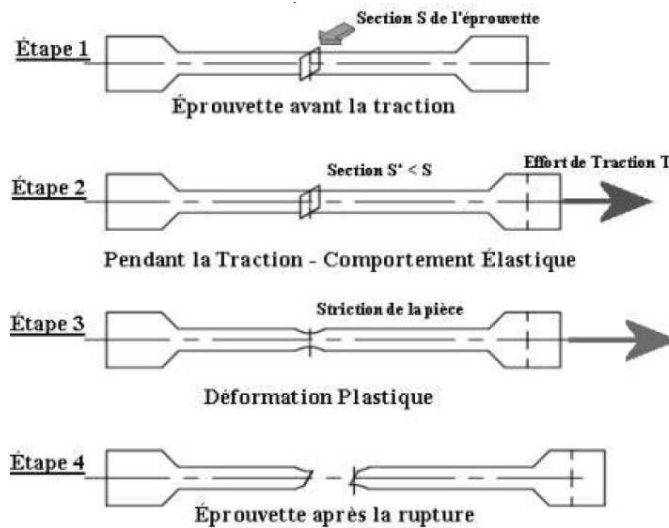 Section S de l'éprouvette
Étape 1
Éprouvette avant la traction
Section S' < S
Effort de Traction T
Étape 2
Pendant la Traction - Comportement Élastique
Striction de la pièce
Étape 3
Déformation Plastique
Étape 4
Éprouvette après la rupture